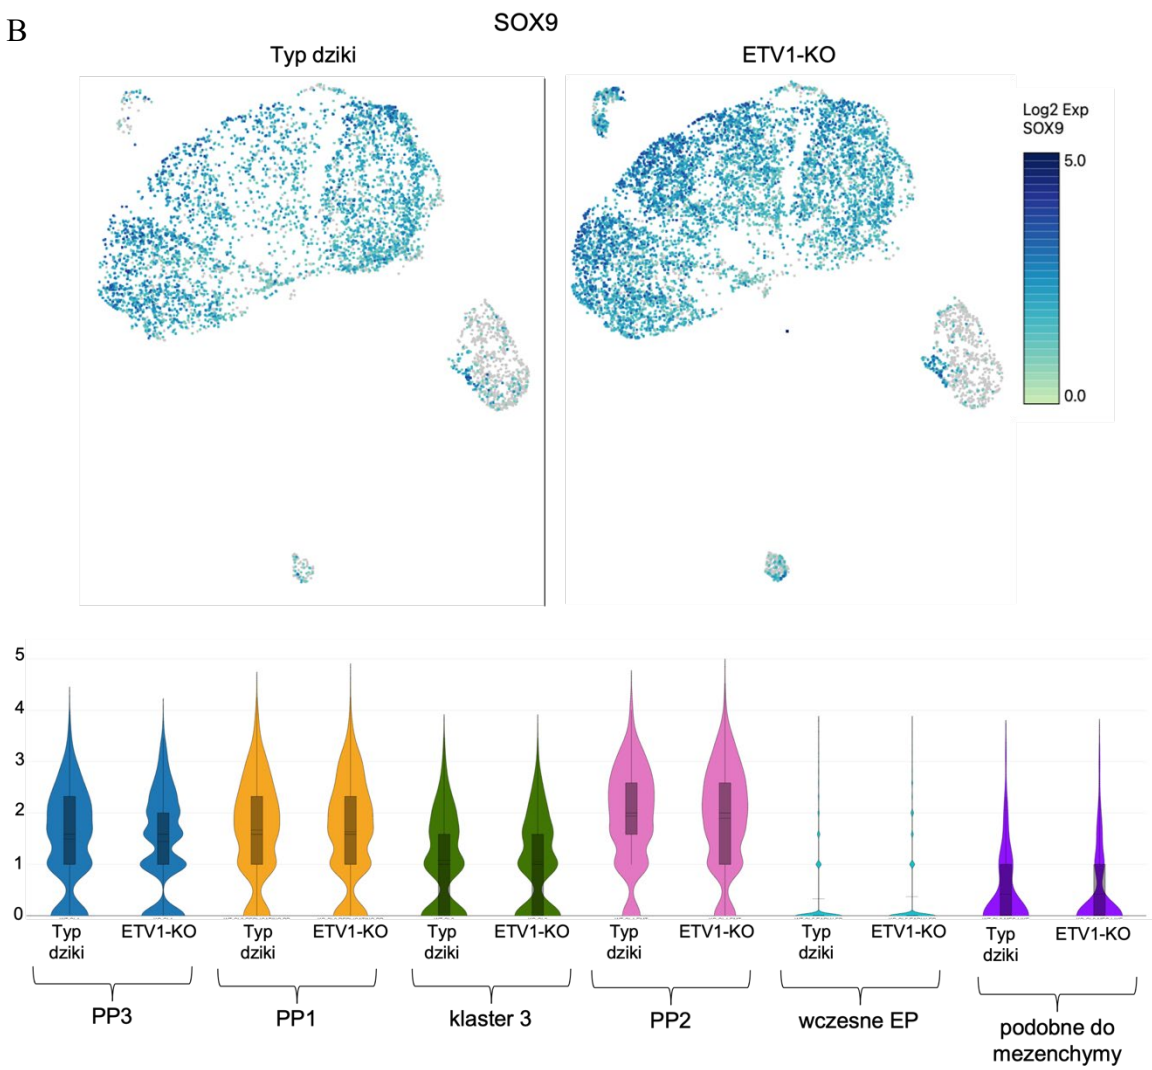 B
SOX9
Typ dziki
ETV1-KO
Log2 Exp
SOX9
5.0
0.0
5
4
3
2
1
0
Typ
dziki
ETV1-KO
Typ
dziki
ETV1-KO
Typ
dziki
ETV1-KO
Typ
dziki
ETV1-KO
Typ
dziki
ETV1-KO
Typ
dziki
ETV1-KO
PP3
PP1
klaster 3
PP2
wczesne EP
podobne do
mezenchymy